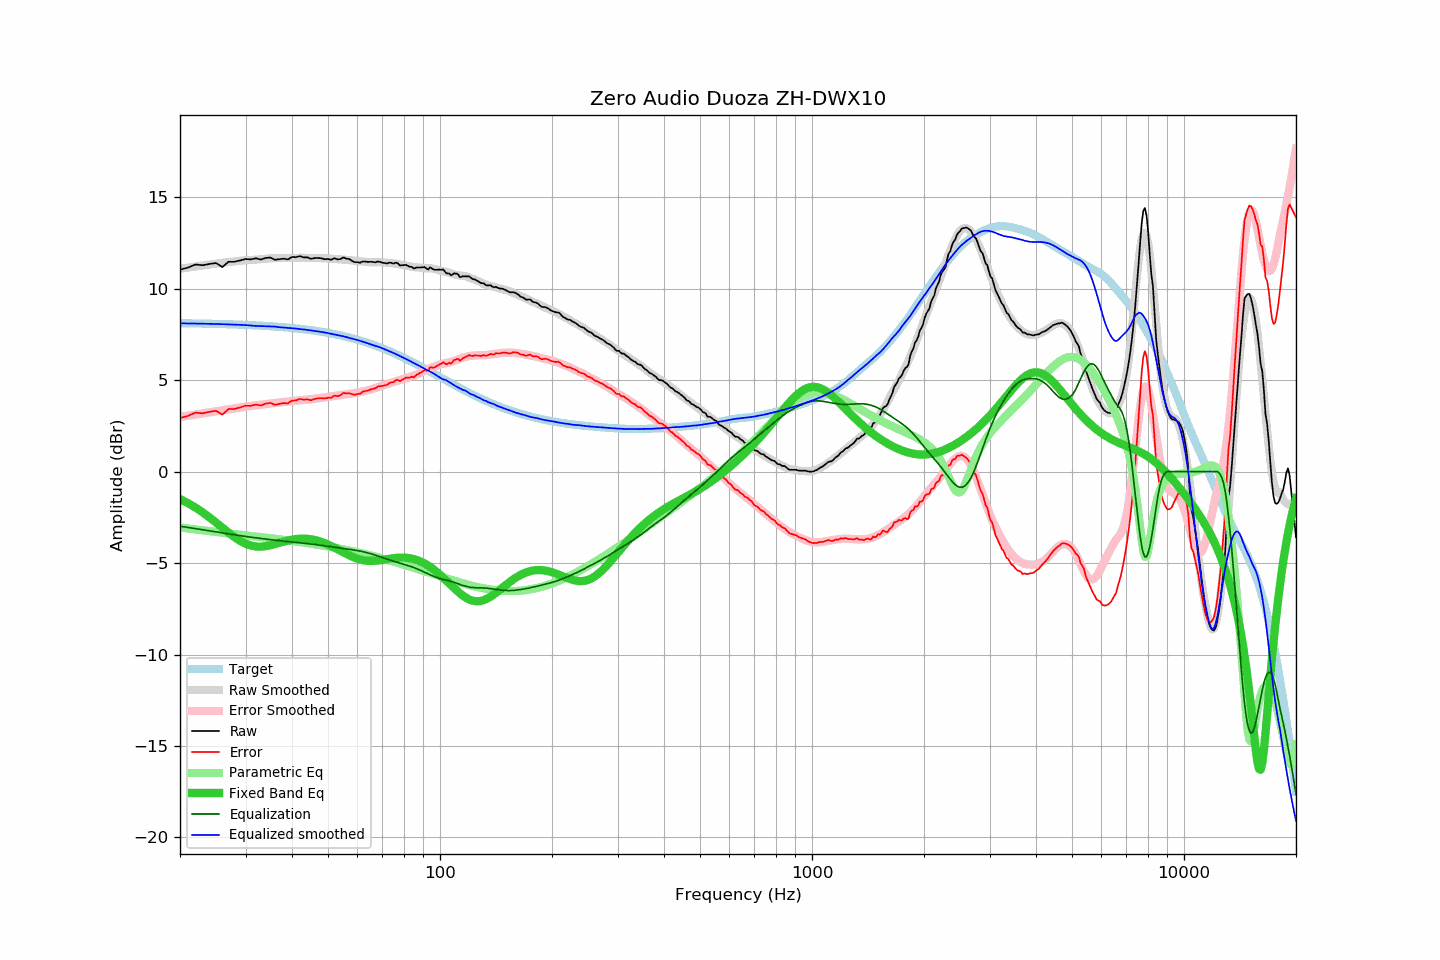 Zero Audio Duoza ZH-DWX10
Amplitude (dBr)
15
10
5
0
−5
−10
−15
−20
Target
Raw Smoothed
Error Smoothed
Raw
Error
Parametric Eq
Fixed Band Eq
Equalization
Equalized smoothed
100
1000
10000
Frequency (Hz)